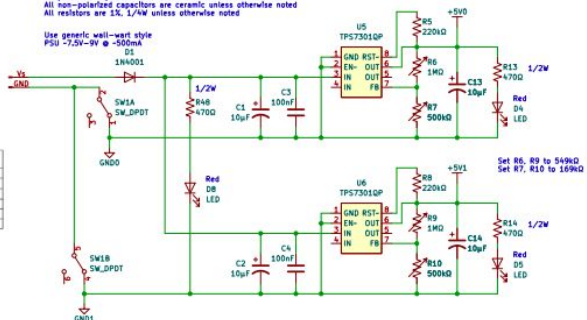 All non-polarized capacitors are ceramic unless otherwise noted
All resistors are 1%, 1/4W unless otherwise noted
Use generic wall-wart style
PSU ~7.5V-9V @ ~500mA
D1
1N4001
Vs
GND
SW1A
SW_DPDT
1
3
GND0
1/2W
R48
470Ω
Red
D8
LED
C1
10μF
C3
100nF
U5
TPS7301QP
1 GND RST- 8
2 EN- OUT 6
3 IN OUT 5
4 IN FB 7
R5
220kΩ
R6
1MΩ
R7
500kΩ
+5V0
C13
10μF
R13
470Ω
1/2W
Red
D4
LED
Set R6, R9 to 549kΩ
Set R7, R10 to 169kΩ
U6
TPS7301QP
1 GND RST- 8
2 EN- OUT 6
3 IN OUT 5
4 IN FB 7
R8
220kΩ
R9
1MΩ
R10
500kΩ
+5V1
C14
10μF
R14
470Ω
1/2W
Red
D5
LED
C2
10μF
C4
100nF
5
SW1B
SW_DPDT
6
4
GND1